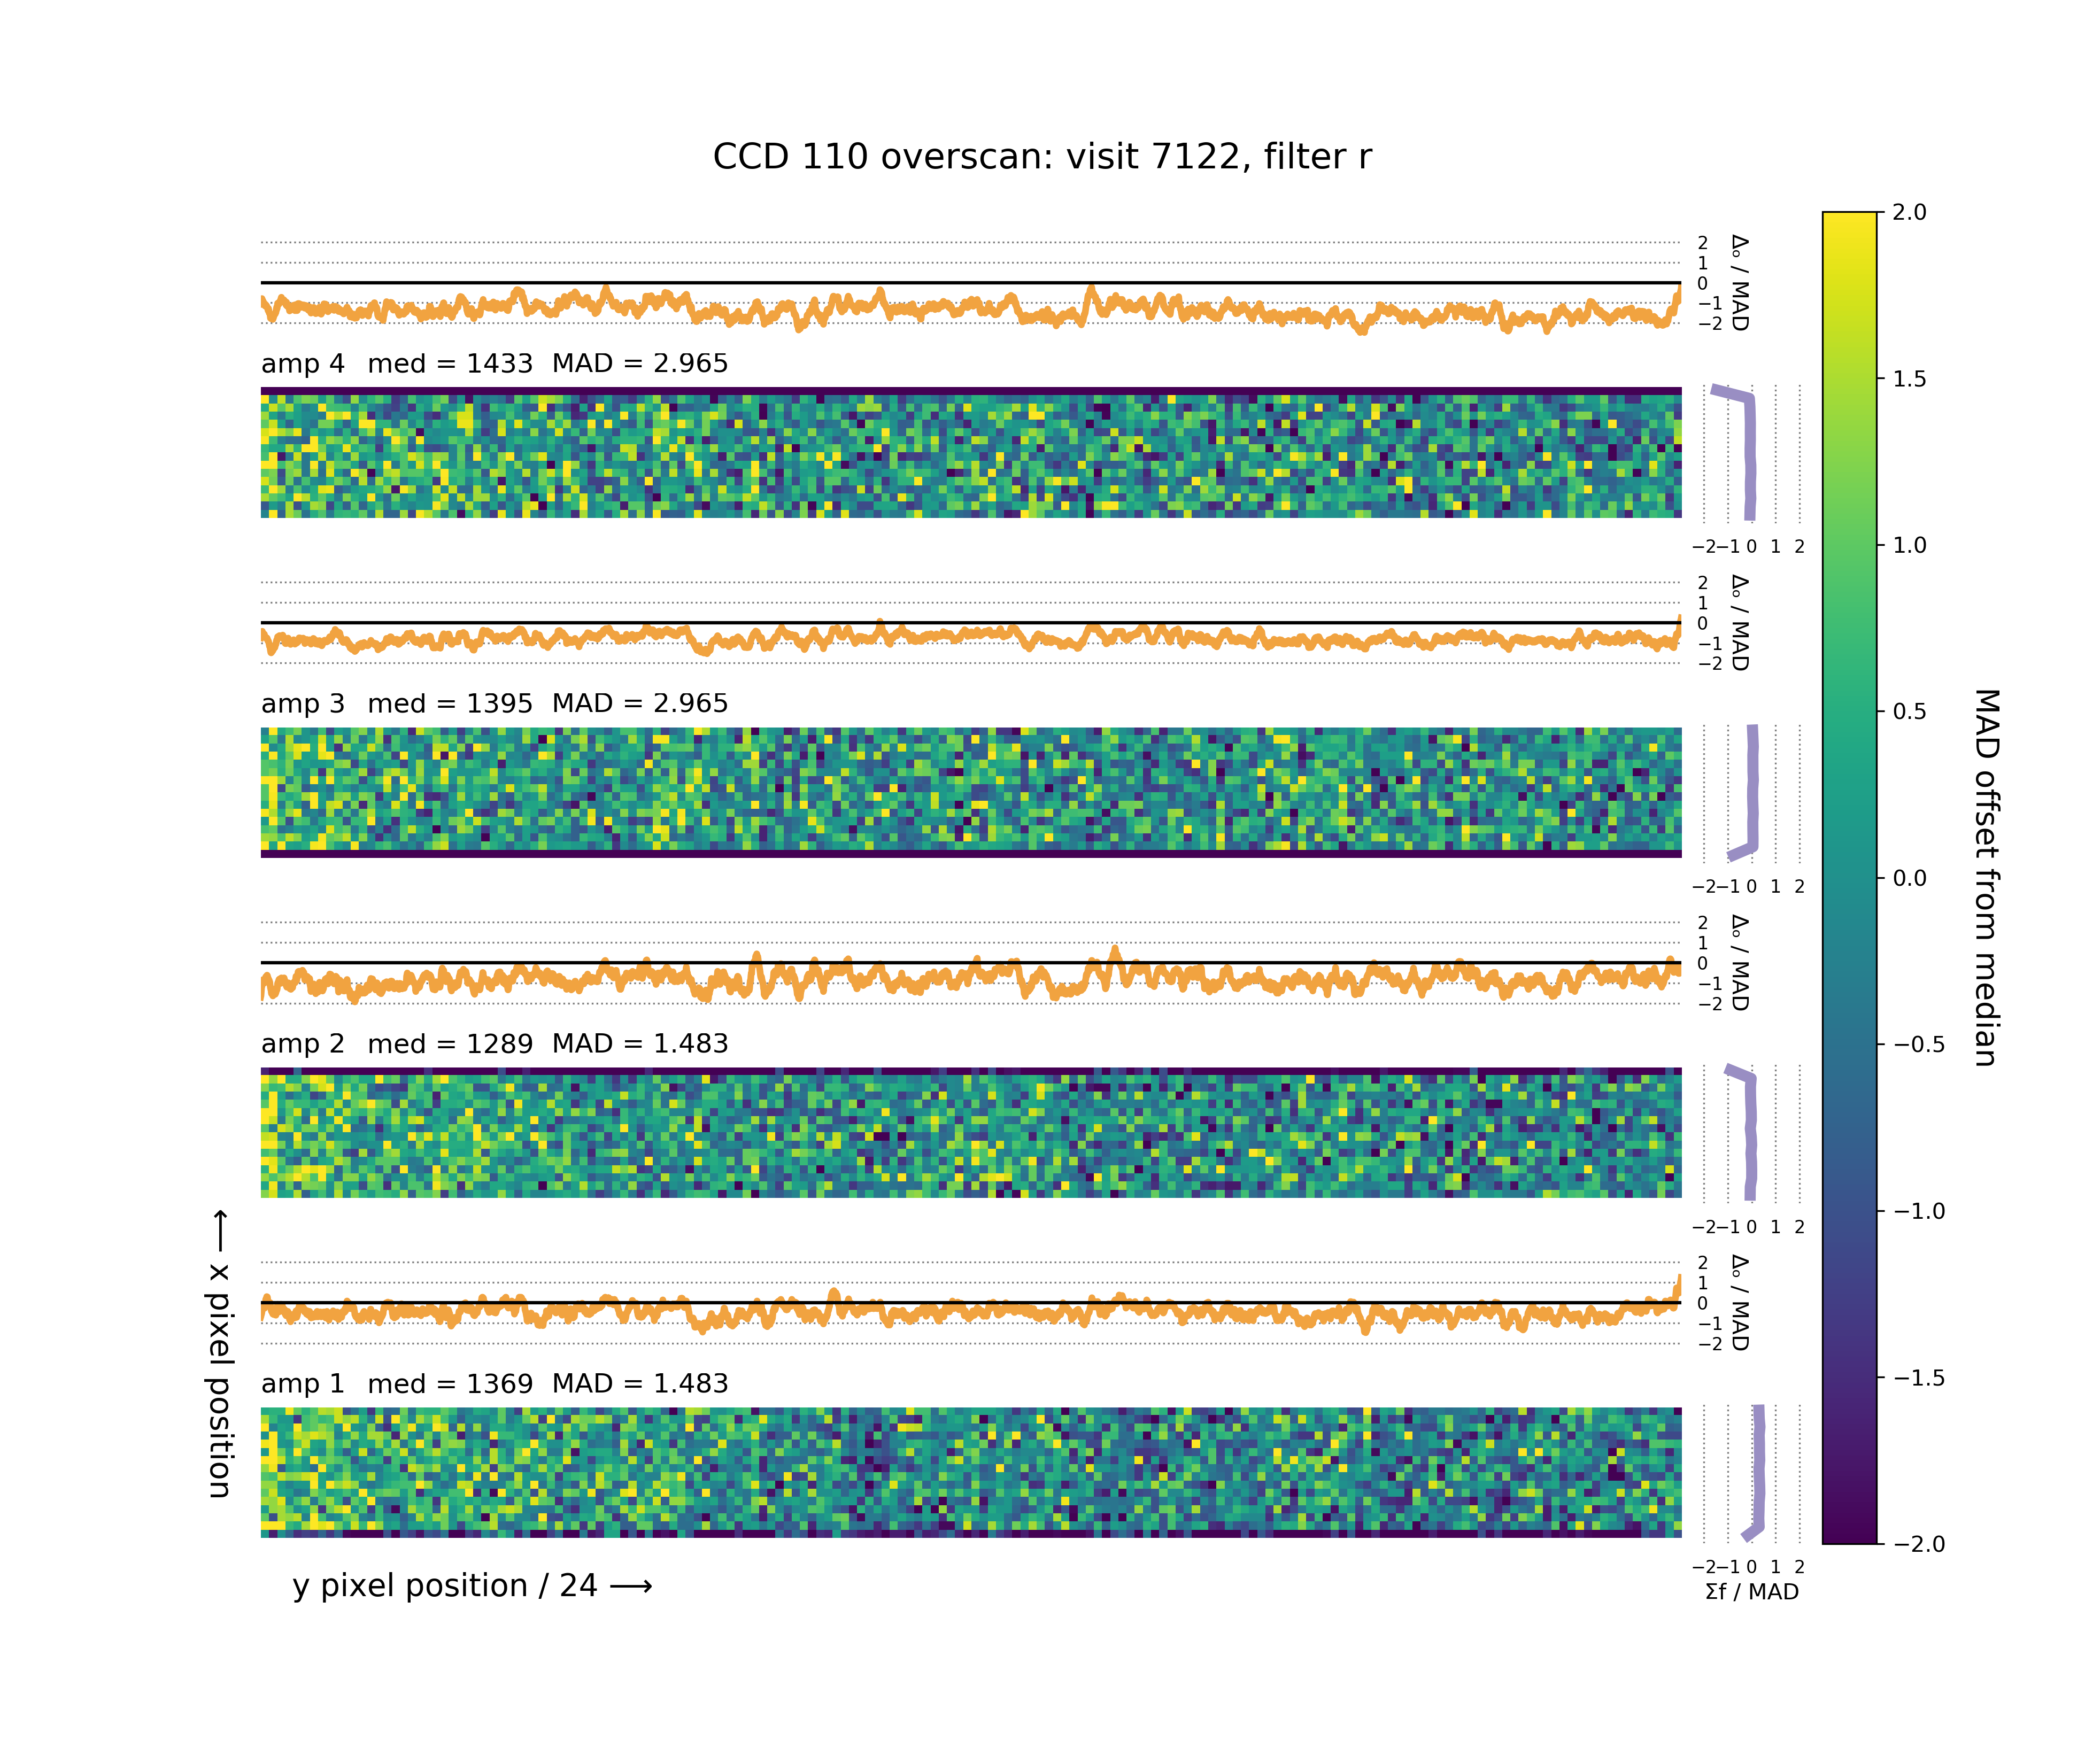 CCD 110 overscan: visit 7122, filter r
2
1
0
−1
−2
Δₒ / MAD
amp 4 med = 1433 MAD = 2.965
−2 −1 0 1 2
2
1
0
−1
−2
Δₒ / MAD
amp 3 med = 1395 MAD = 2.965
−2 −1 0 1 2
2
1
0
−1
−2
Δₒ / MAD
amp 2 med = 1289 MAD = 1.483
−2 −1 0 1 2
2
1
0
−1
−2
Δₒ / MAD
amp 1 med = 1369 MAD = 1.483
−2 −1 0 1 2
Σf / MAD
y pixel position / 24 ⟶
⟵ x pixel position
2.0
1.5
1.0
0.5
0.0
−0.5
−1.0
−1.5
−2.0
MAD offset from median